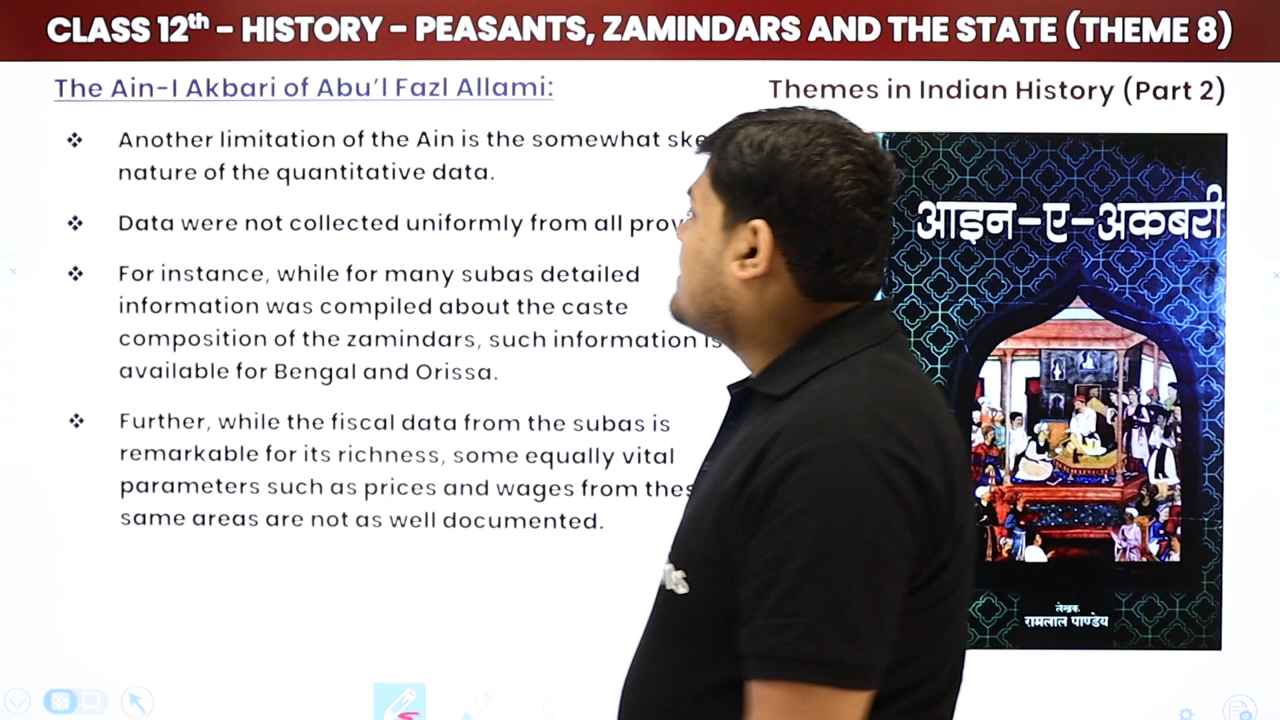 CLASS 12th - HISTORY - PEASANTS, ZAMINDARS AND THE STATE (THEME 8)
The Ain-I Akbari of Abu'l Fazl Allami:
Themes in Indian History (Part 2)
❖ Another limitation of the Ain is the somewhat
nature of the quantitative data.
❖ Data were not collected uniformly from all
❖ For instance, while for many subas detailed
information was compiled about the caste
composition of the zamindars, such information is
available for Bengal and Orissa.
❖ Further, while the fiscal data from the subas is
remarkable for its richness, some equally vital
parameters such as prices and wages from
same areas are not as well documented.
आइन-ए-अकबरी
लेखक
रामलाल पाण्डेय